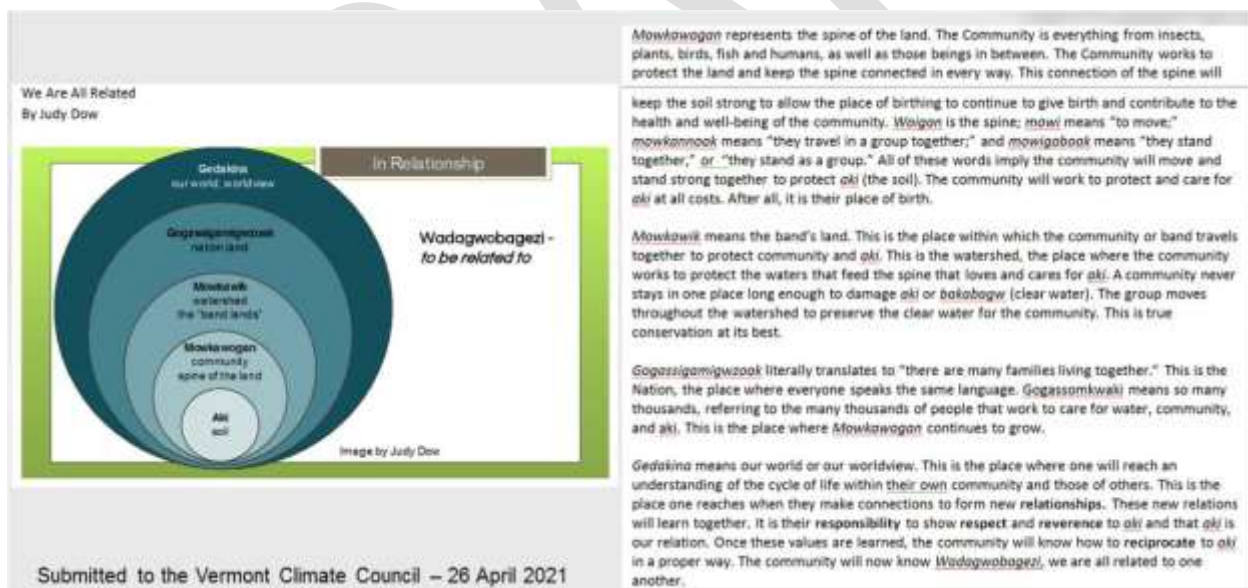 We Are All Related
By Judy Dow
In Relationship
Gedakina
our world, worldview
nation land
Mowkawik
watershed
the 'band lands'
Mowkawogan
community
spine of the land
Aki
soil
Wadagwobagezi -
to be related to
Image by Judy Dow
Submitted to the Vermont Climate Council – 26 April 2021
Mowkawogan represents the spine of the land. The Community is everything from insects,
plants, birds, fish and humans, as well as those beings in between. The Community works to
protect the land and keep the spine connected in every way. This connection of the spine will
keep the soil strong to allow the place of birthing to continue to give birth and contribute to the
health and well-being of the community. Waigan is the spine; mawi means "to move;"
mowkannook means "they travel in a group together;" and mowigabook means "they stand
together," or "they stand as a group." All of these words imply the community will move and
stand strong together to protect aki (the soil). The community will work to protect and care for
aki at all costs. After all, it is their place of birth.
Mowkawik means the band's land. This is the place within which the community or band travels
together to protect community and aki. This is the watershed, the place where the community
works to protect the waters that feed the spine that loves and cares for aki. A community never
stays in one place long enough to damage aki or bakabagw (clear water). The group moves
throughout the watershed to preserve the clear water for the community. This is true
conservation at its best.
Gogassigamigwzoak literally translates to "there are many families living together." This is the
Nation, the place where everyone speaks the same language. Gogassomkwaki means so many
thousands, referring to the many thousands of people that work to care for water, community,
and aki. This is the place where Mowkawogan continues to grow.
Gedakina means our world or our worldview. This is the place where one will reach an
understanding of the cycle of life within their own community and those of others. This is the
place one reaches when they make connections to form new relationships. These new relations
will learn together. It is their responsibility to show respect and reverence to aki and that aki is
our relation. Once these values are learned, the community will know how to reciprocate to aki
in a proper way. The community will now know Wadagwobagezi, we are all related to one
another.